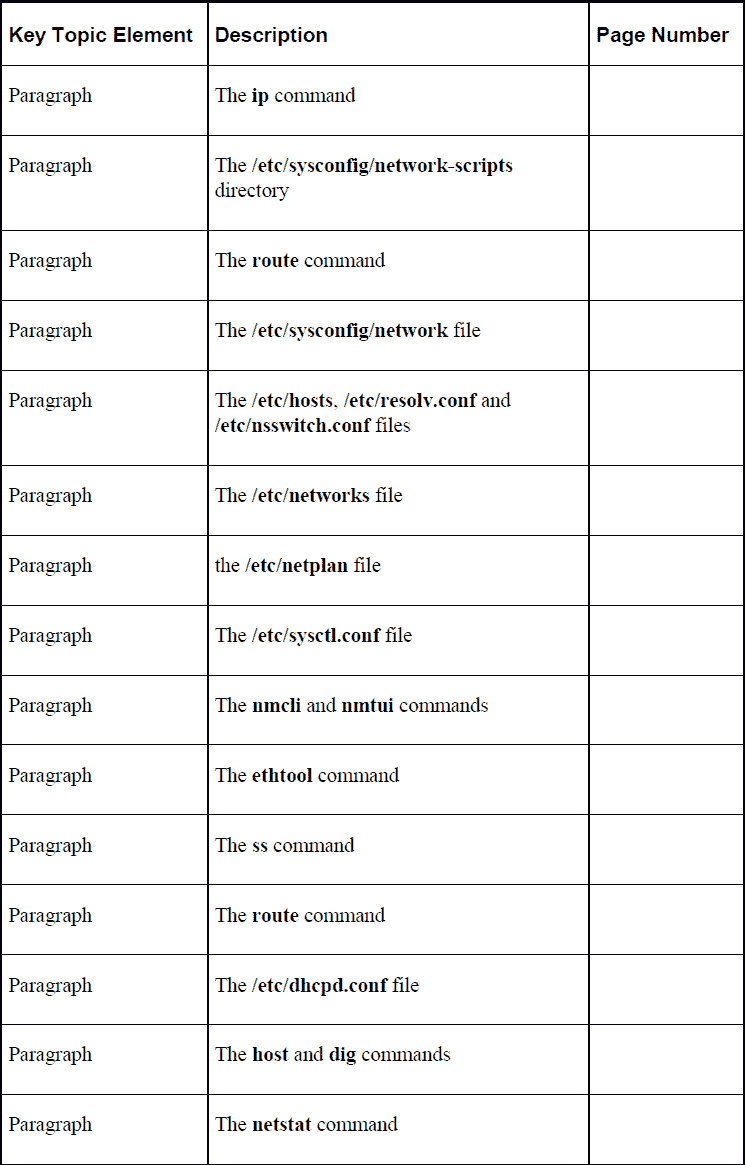 Key Topic Element Description Page Number
Paragraph The ip command
Paragraph The /etc/sysconfig/network-scripts
directory
Paragraph The route command
Paragraph The /etc/sysconfig/network file
Paragraph The /etc/hosts, /etc/resolv.conf and
/etc/nsswitch.conf files
Paragraph The /etc/networks file
Paragraph the /etc/netplan file
Paragraph The /etc/sysctl.conf file
Paragraph The nmcli and nmtui commands
Paragraph The ethtool command
Paragraph The ss command
Paragraph The route command
Paragraph The /etc/dhcpd.conf file
Paragraph The host and dig commands
Paragraph The netstat command